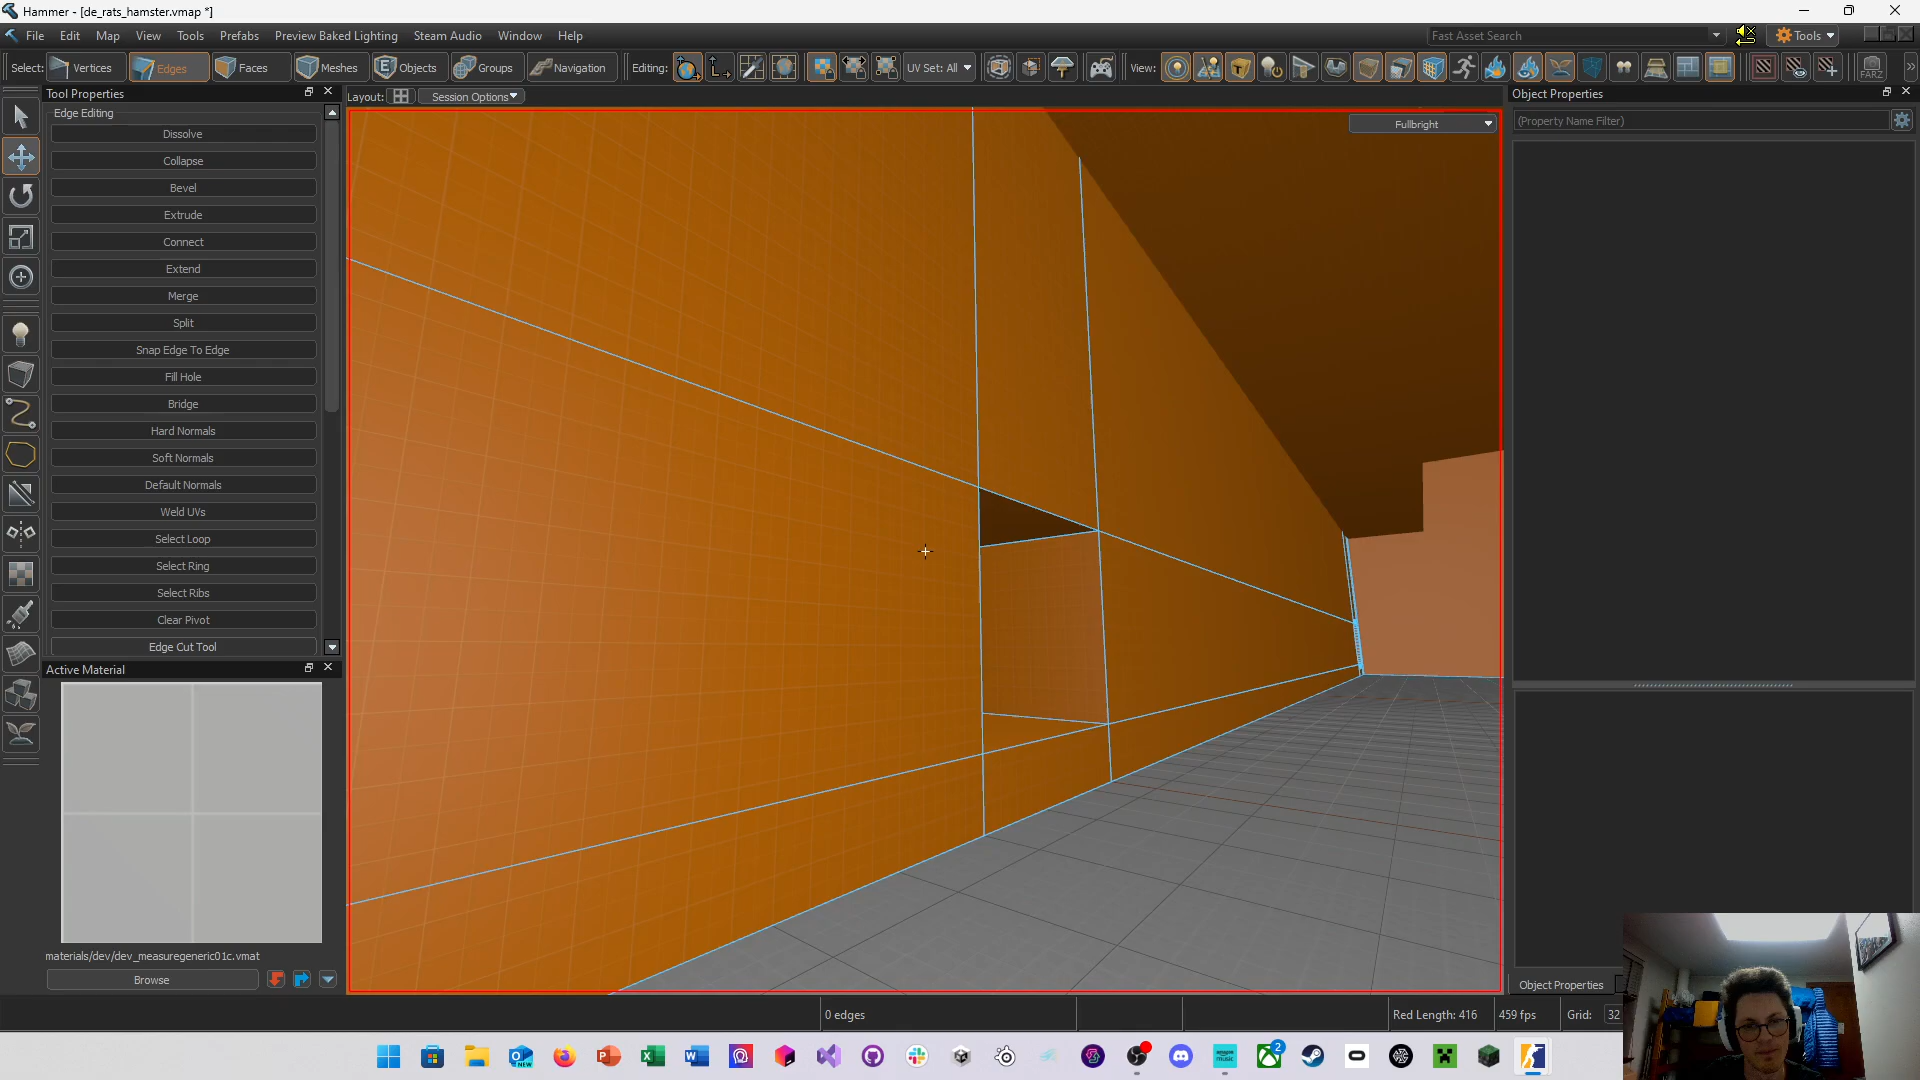 Hammer - [de_rats_hamster.vmap *]
File Edit Map View Tools Prefabs Preview Baked Lighting Steam Audio Window Help
Fast Asset Search
Tools
Select: Vertices Edges Faces Meshes Objects Groups Navigation Editing: UV Set: All View: FARZ
Tool Properties
Layout: Session Options
Object Properties
Edge Editing
Fullbright
(Property Name Filter)
Dissolve
Collapse
Bevel
Extrude
Connect
Extend
Merge
Split
Snap Edge To Edge
Fill Hole
Bridge
Hard Normals
Soft Normals
Default Normals
Weld UVs
Select Loop
Select Ring
Select Ribs
Clear Pivot
Edge Cut Tool
Active Material
materials/dev/dev_measuregeneric01c.vmat
Browse
Object Properties
0 edges
Red Length: 416
459 fps
Grid: 32